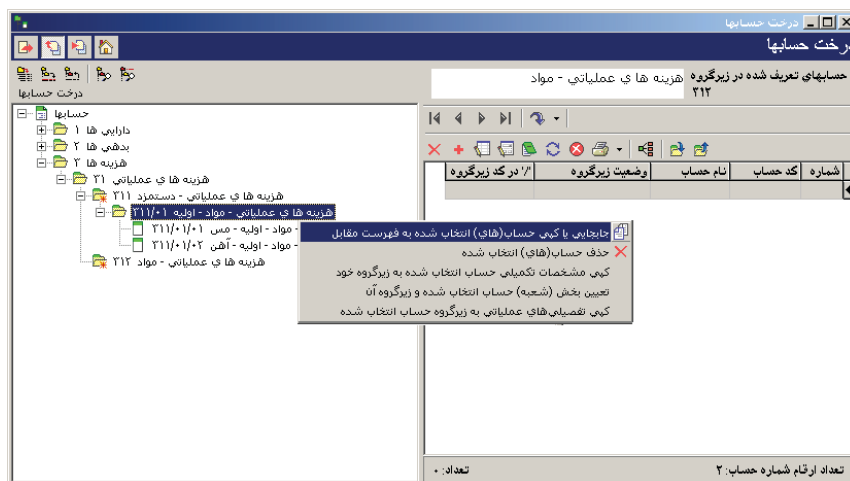 درخت حسابها
درخت حسابها
درخت حسابها
حسابهاي تعريف شده در زيرگروه
۳۱۲
هزينه ها ي عملياتي - مواد
شماره
كد حساب
نام حساب
وضعيت زيرگروه
'/' در كد زيرگروه
حسابها
دارايي ها ۱
بدهي ها ۲
هزينه ها ۳
هزينه ها ي عملياتي ۳۱
هزينه ها ي عملياتي - دستمزد ۳۱۱
هزينه ها ي عملياتي - مواد - اوليه ۳۱۱/۰۱
- مواد - اوليه - مس ۳۱۱/۰۱/۰۱
- مواد - اوليه - آهن ۳۱۱/۰۱/۰۲
هزينه ها ي عملياتي - مواد ۳۱۲
جابجايي يا كپي حساب(هاي) انتخاب شده به فهرست مقابل
حذف حساب(هاي) انتخاب شده
كپي مشخصات تكميلي حساب انتخاب شده به زيرگروه خود
تعيين بخش (شعبه) حساب انتخاب شده و زيرگروه آن
كپي تفصيلي‌هاي عملياتي به زيرگروه حساب انتخاب شده
تعداد ارقام شماره حساب: ۲
تعداد: ۰